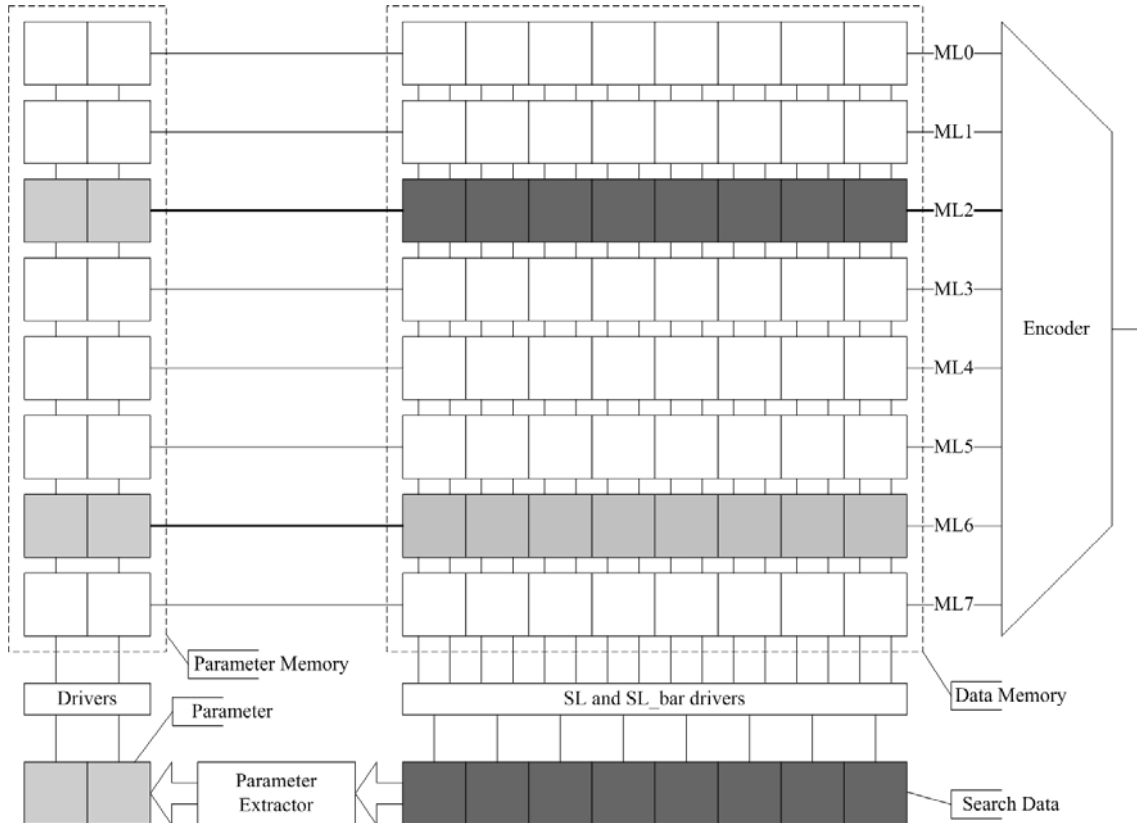 ML0
ML1
ML2
ML3
Encoder
ML4
ML5
ML6
ML7
Parameter Memory
Drivers
SL and SL_bar drivers
Data Memory
Parameter
Parameter
Extractor
Search Data